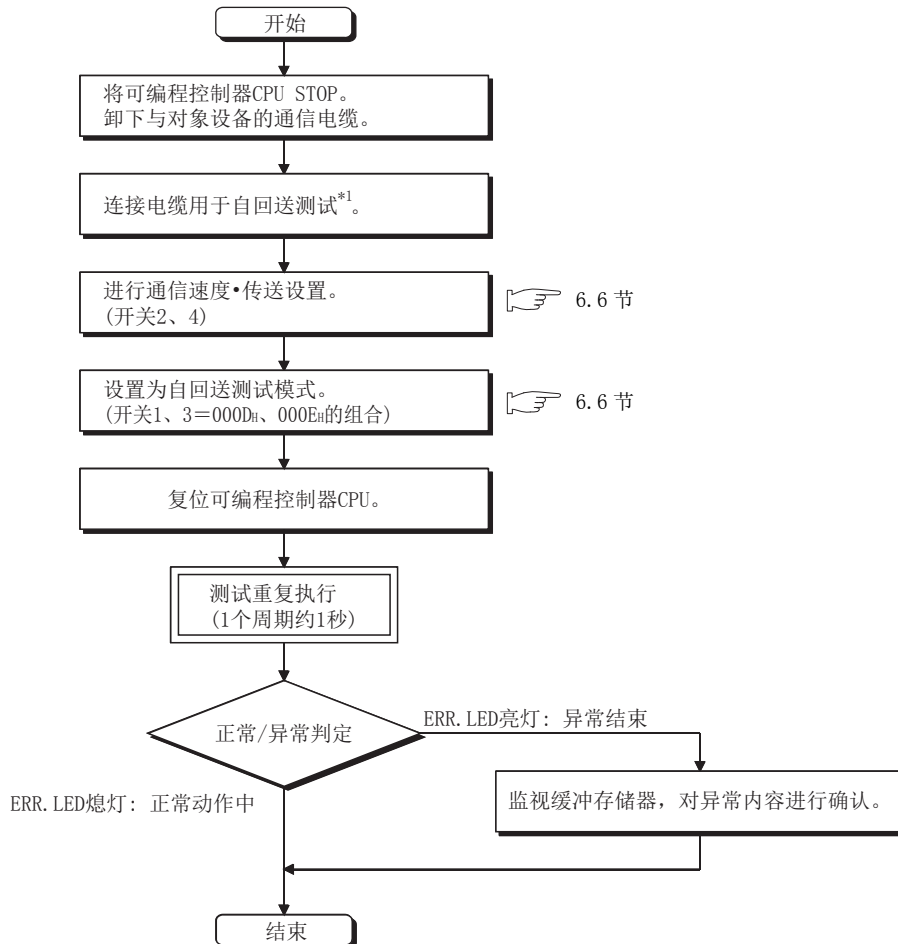 开始
将可编程控制器CPU STOP。
卸下与对象设备的通信电缆。
连接电缆用于自回送测试*1。
进行通信速度•传送设置。
(开关2、4)
6.6 节
设置为自回送测试模式。
(开关1、3＝000DH、000EH的组合)
6.6 节
复位可编程控制器CPU。
测试重复执行
(1个周期约1秒)
正常/异常判定
ERR.LED亮灯: 异常结束
ERR.LED熄灯: 正常动作中
监视缓冲存储器，对异常内容进行确认。
结束